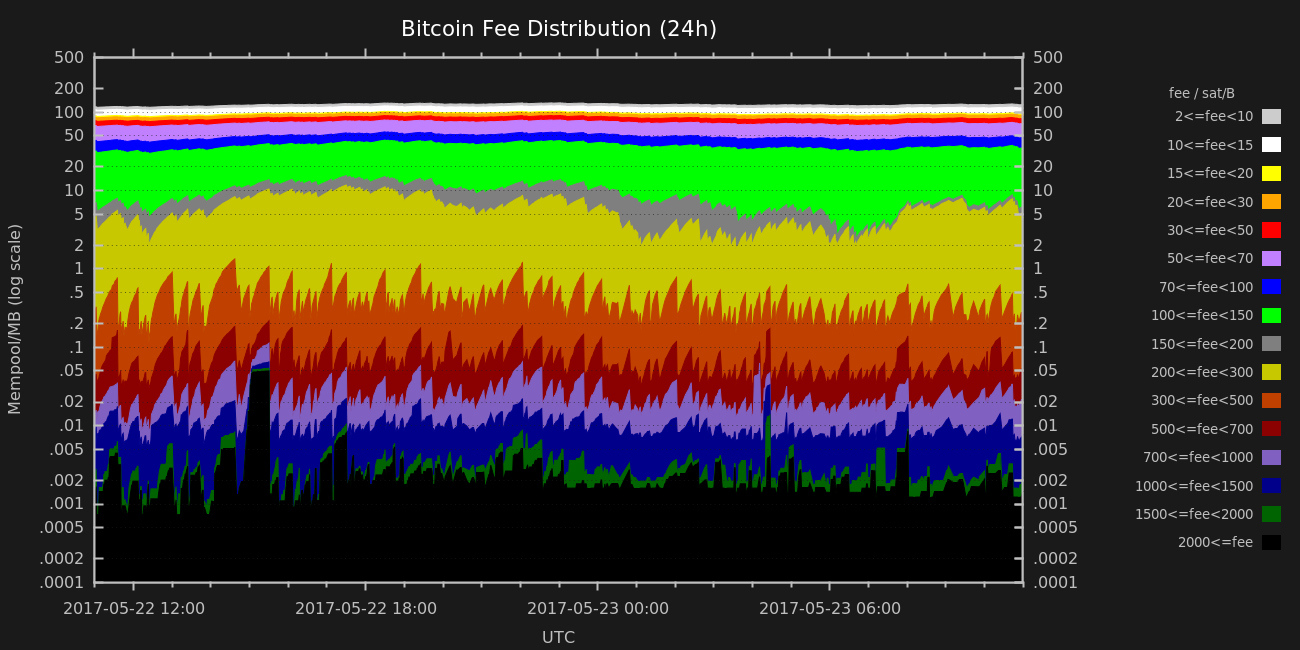 Bitcoin Fee Distribution (24h)
500
200
100
50
20
10
5
2
1
.5
.2
.1
.05
.02
.01
.005
.002
.001
.0005
.0002
.0001
Mempool/MB (log scale)
500
200
100
50
20
10
5
2
1
.5
.2
.1
.05
.02
.01
.005
.002
.001
.0005
.0002
.0001
2017-05-22 12:00
2017-05-22 18:00
2017-05-23 00:00
2017-05-23 06:00
UTC
fee / sat/B
2<=fee<10
10<=fee<15
15<=fee<20
20<=fee<30
30<=fee<50
50<=fee<70
70<=fee<100
100<=fee<150
150<=fee<200
200<=fee<300
300<=fee<500
500<=fee<700
700<=fee<1000
1000<=fee<1500
1500<=fee<2000
2000<=fee